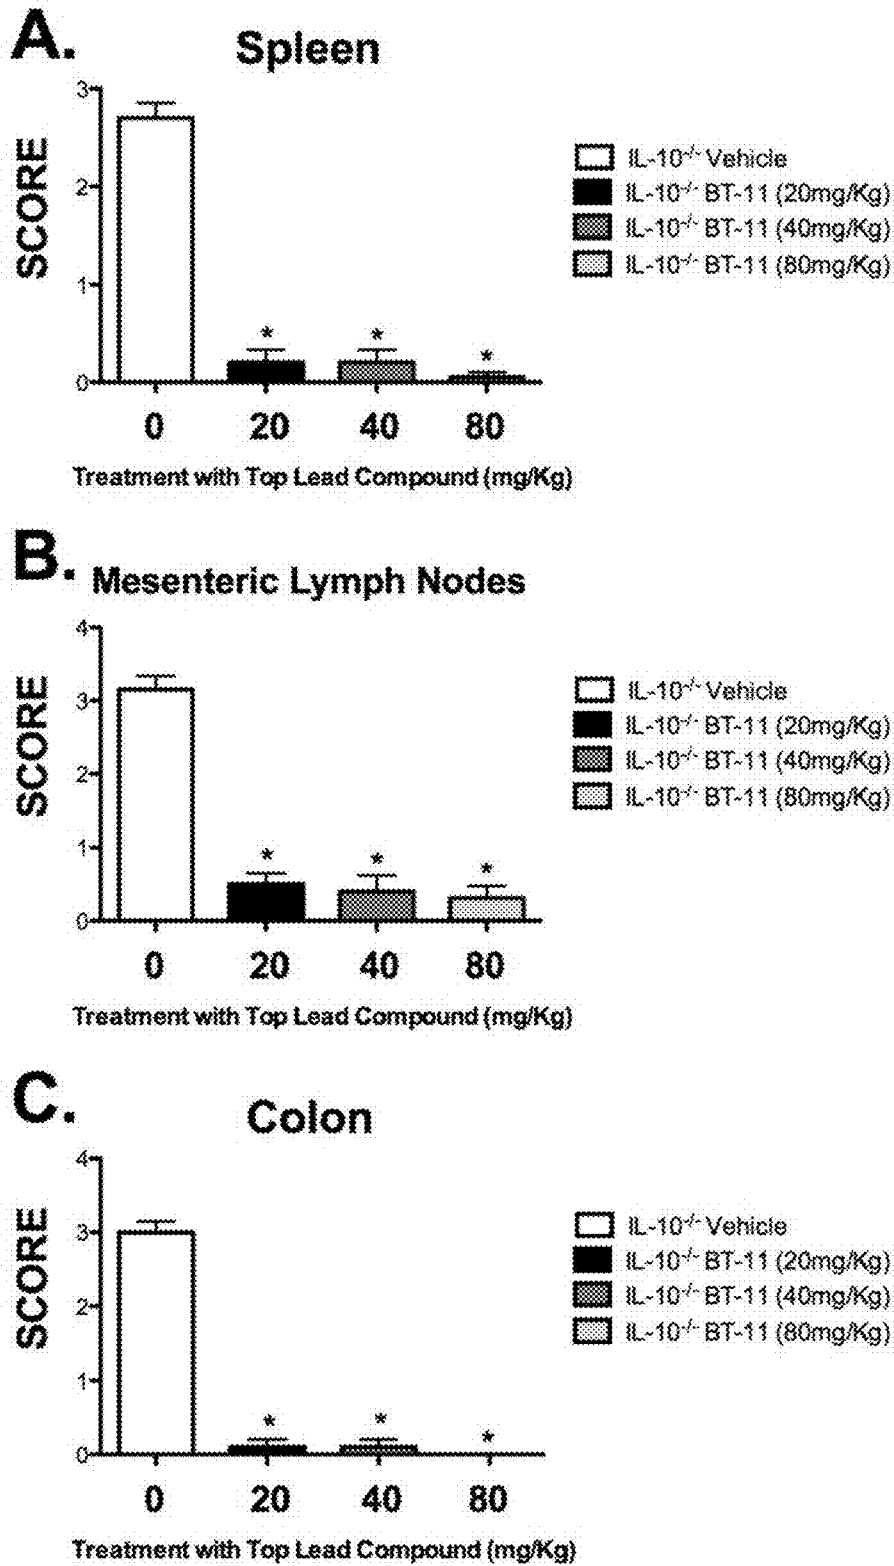 A.
Spleen
SCORE
3
2
1
0
* * *
0 20 40 80
Treatment with Top Lead Compound (mg/Kg)
IL-10-/- Vehicle
IL-10-/- BT-11 (20mg/Kg)
IL-10-/- BT-11 (40mg/Kg)
IL-10-/- BT-11 (80mg/Kg)
B.
Mesenteric Lymph Nodes
SCORE
4
3
2
1
0
* * *
0 20 40 80
Treatment with Top Lead Compound (mg/Kg)
IL-10-/- Vehicle
IL-10-/- BT-11 (20mg/Kg)
IL-10-/- BT-11 (40mg/Kg)
IL-10-/- BT-11 (80mg/Kg)
C.
Colon
SCORE
4
3
2
1
0
* * *
0 20 40 80
Treatment with Top Lead Compound (mg/Kg)
IL-10-/- Vehicle
IL-10-/- BT-11 (20mg/Kg)
IL-10-/- BT-11 (40mg/Kg)
IL-10-/- BT-11 (80mg/Kg)